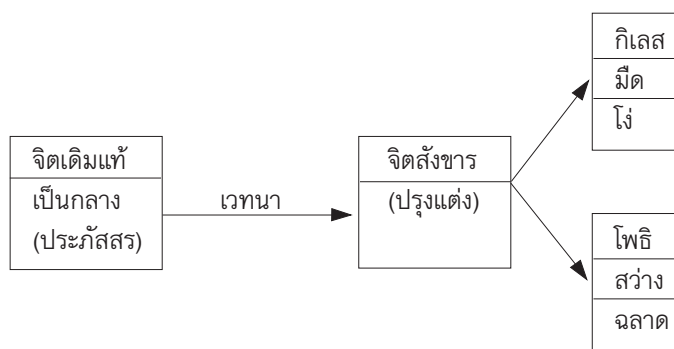 จิตเดิมแท้
เป็นกลาง
(ประภัสสร)
เวทนา
จิตสังขาร
(ปรุงแต่ง)
กิเลส
มืด
โง่
โพธิ
สว่าง
ฉลาด